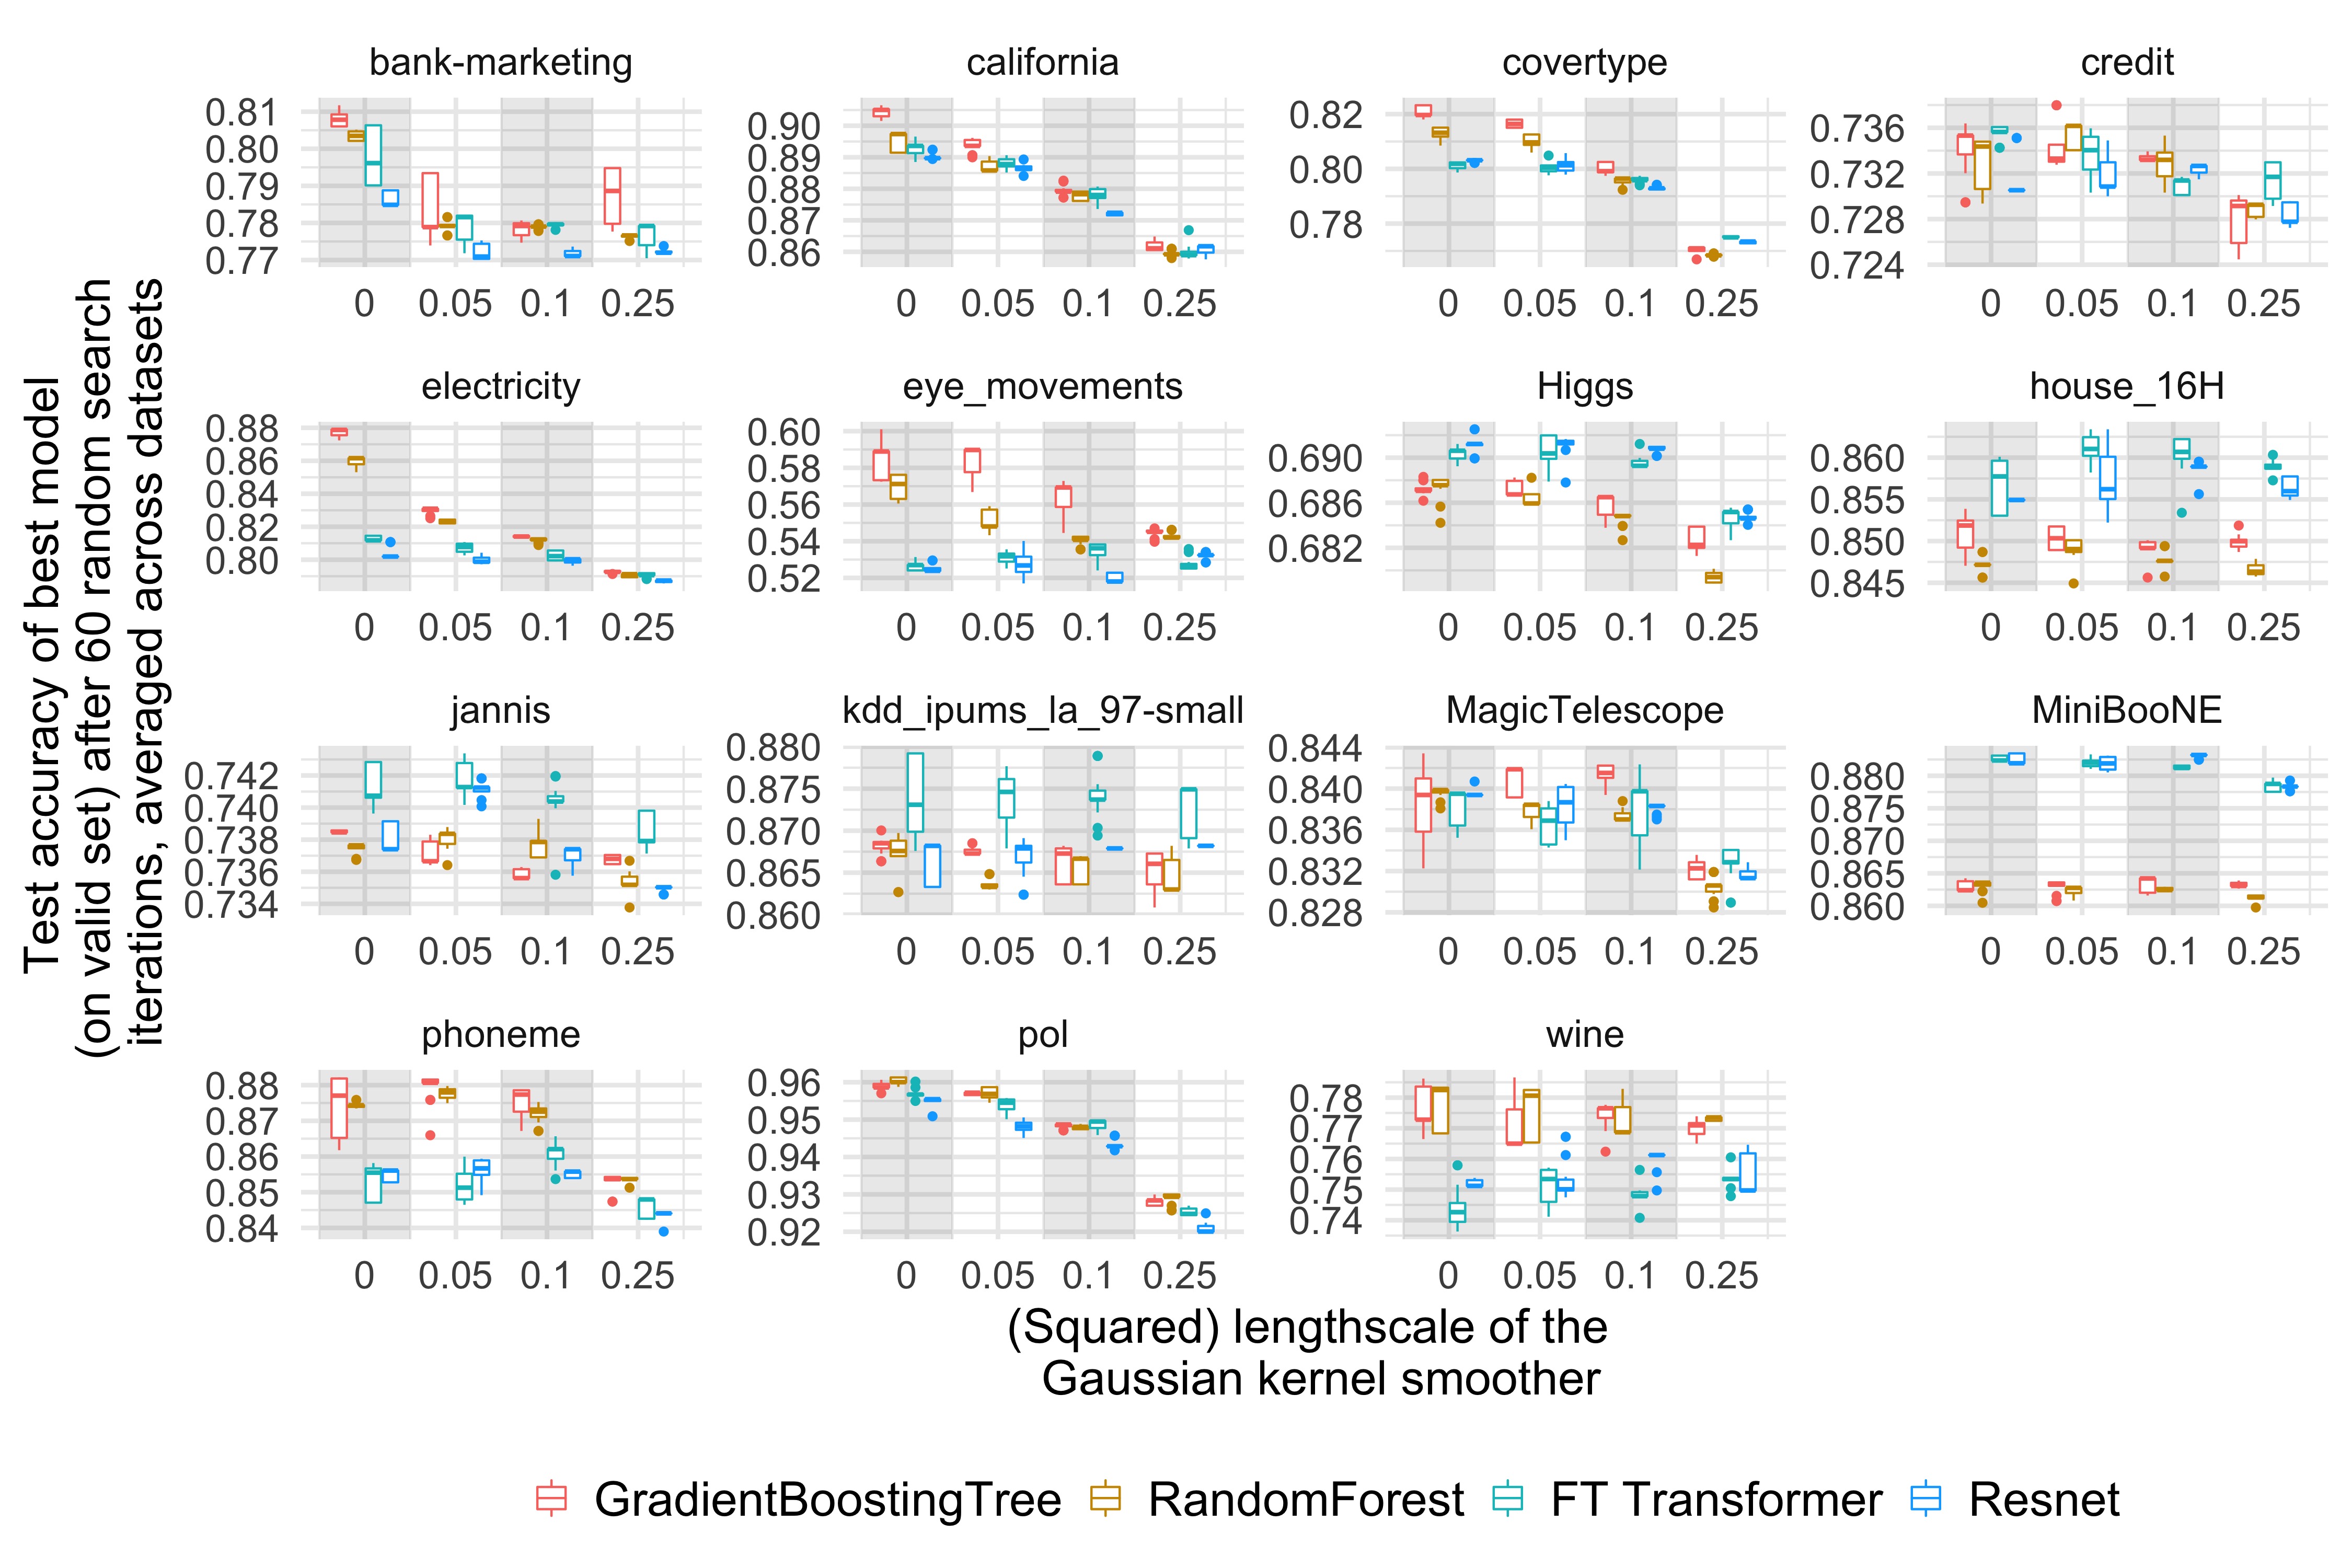 Test accuracy of best model
(on valid set) after 60 random search
iterations, averaged across datasets
bank-marketing
0.81
0.80
0.79
0.78
0.77
0 0.05 0.1 0.25
california
0.90
0.89
0.88
0.87
0.86
0 0.05 0.1 0.25
covertype
0.82
0.80
0.78
0 0.05 0.1 0.25
credit
0.736
0.732
0.728
0.724
0 0.05 0.1 0.25
electricity
0.88
0.86
0.84
0.82
0.80
0 0.05 0.1 0.25
eye_movements
0.60
0.58
0.56
0.54
0.52
0 0.05 0.1 0.25
Higgs
0.690
0.686
0.682
0 0.05 0.1 0.25
house_16H
0.860
0.855
0.850
0.845
0 0.05 0.1 0.25
jannis
0.742
0.740
0.738
0.736
0.734
0 0.05 0.1 0.25
kdd_ipums_la_97-small
0.880
0.875
0.870
0.865
0.860
0 0.05 0.1 0.25
MagicTelescope
0.844
0.840
0.836
0.832
0.828
0 0.05 0.1 0.25
MiniBooNE
0.880
0.875
0.870
0.865
0.860
0 0.05 0.1 0.25
phoneme
0.88
0.87
0.86
0.85
0.84
0 0.05 0.1 0.25
pol
0.96
0.95
0.94
0.93
0.92
0 0.05 0.1 0.25
wine
0.78
0.77
0.76
0.75
0.74
0 0.05 0.1 0.25
(Squared) lengthscale of the
Gaussian kernel smoother
GradientBoostingTree RandomForest FT Transformer Resnet